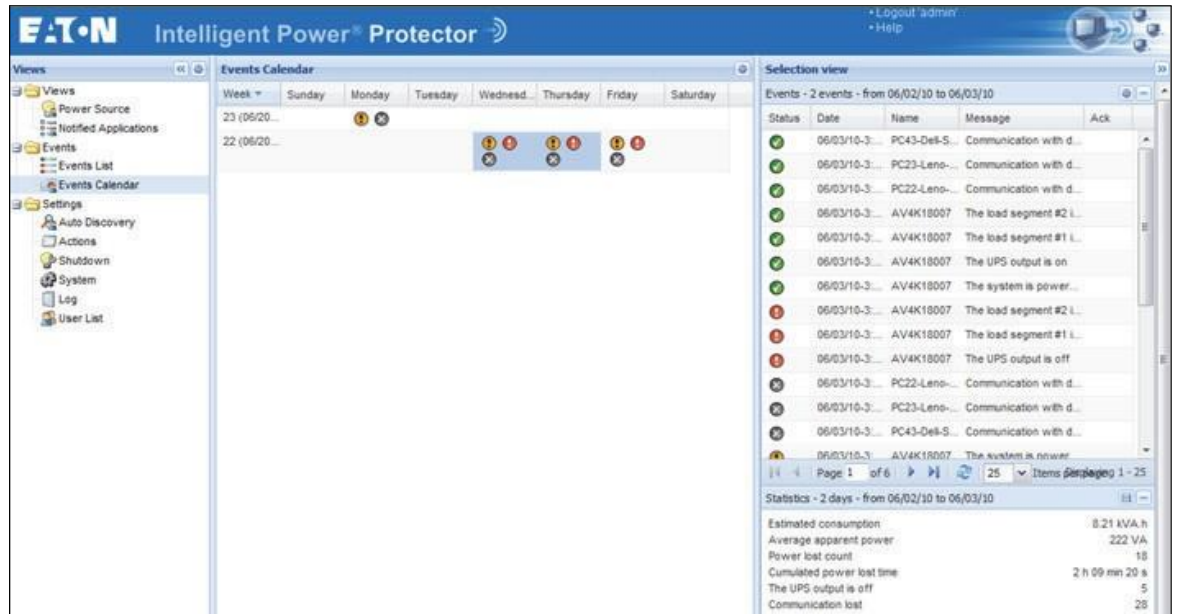 EATON Intelligent Power® Protector
•Logout 'admin'
•Help
Views
Views
Power Source
Notified Applications
Events
Events List
Events Calendar
Settings
Auto Discovery
Actions
Shutdown
System
Log
User List
Events Calendar
Week Sunday Monday Tuesday Wednesd... Thursday Friday Saturday
23 (06/20...
22 (06/20...
Selection view
Events - 2 events - from 06/02/10 to 06/03/10
Status Date Name Message Ack
06/03/10-3:... PC43-Dell-S... Communication with d...
06/03/10-3:... PC23-Leno-... Communication with d...
06/03/10-3:... PC22-Leno-... Communication with d...
06/03/10-3:... AV4K18007 The load segment #2 i...
06/03/10-3:... AV4K18007 The load segment #1 i...
06/03/10-3:... AV4K18007 The UPS output is on
06/03/10-3:... AV4K18007 The system is power...
06/03/10-3:... AV4K18007 The load segment #2 i...
06/03/10-3:... AV4K18007 The load segment #1 i...
06/03/10-3:... AV4K18007 The UPS output is off
06/03/10-3:... PC22-Leno-... Communication with d...
06/03/10-3:... PC23-Leno-... Communication with d...
06/03/10-3:... PC43-Dell-S... Communication with d...
06/03/10-3: AV4K18007 The system is power
Page 1 of 6 25 Items 1 - 25
Statistics - 2 days - from 06/02/10 to 06/03/10
Estimated consumption 8.21 kVA.h
Average apparent power 222 VA
Power lost count 18
Cumulated power lost time 2 h 09 min 20 s
The UPS output is off 5
Communication lost 28